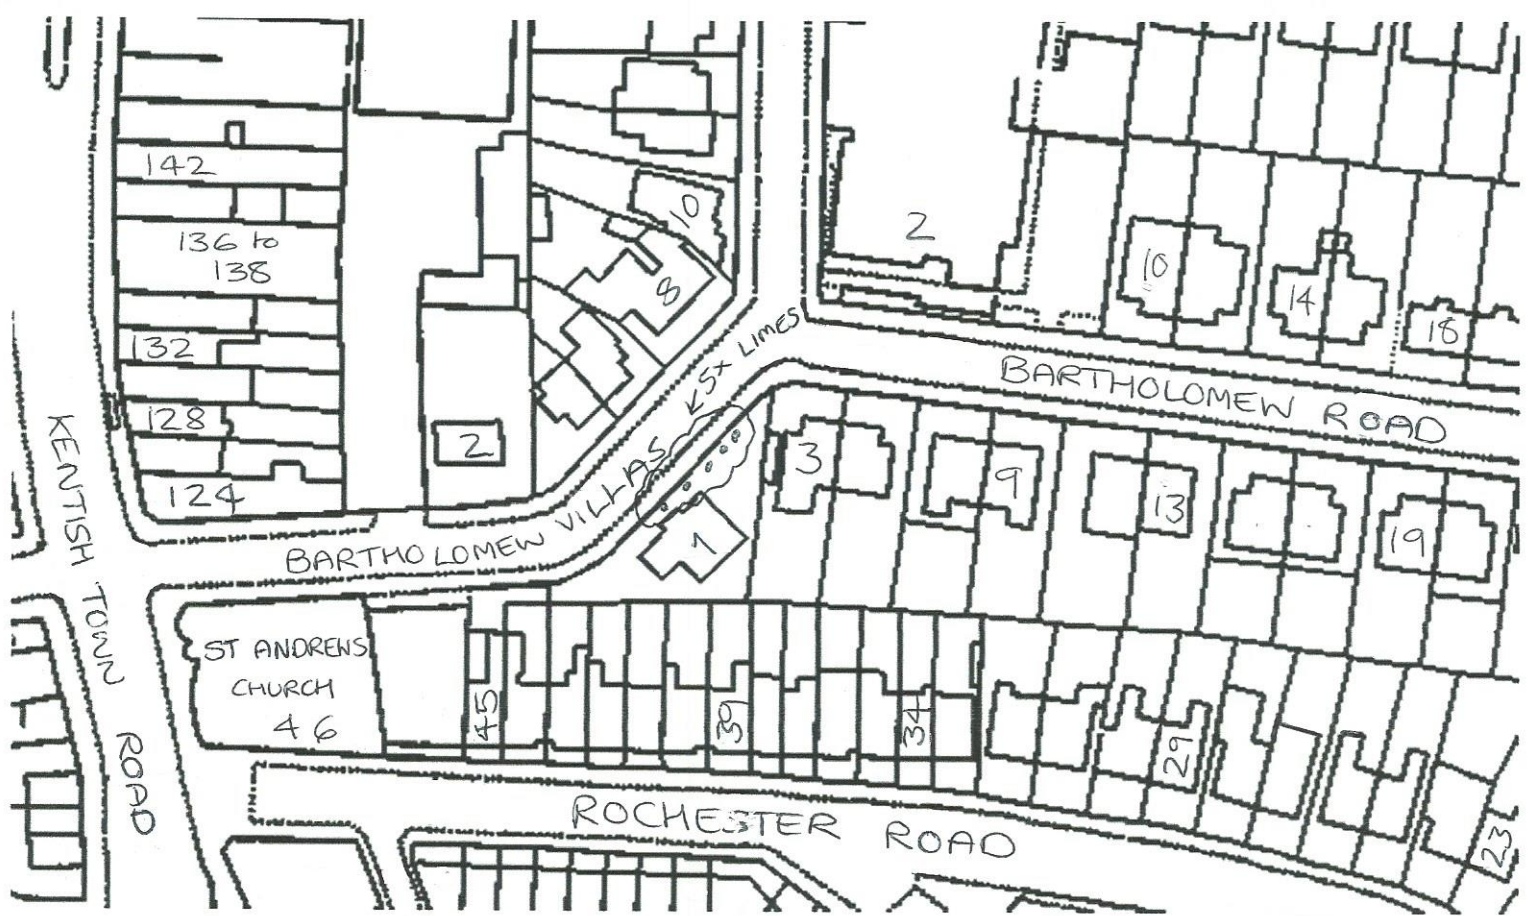 142
136 to
138
132
128
124
2
10
8
2
10
14
18
5X LIMES
BARTHOLOMEW ROAD
KENTISH TOWN ROAD
BARTHOLOMEW VILLAS
3
9
13
19
1
ST ANDREWS
CHURCH
46
45
39
34
29
23
ROCHESTER ROAD